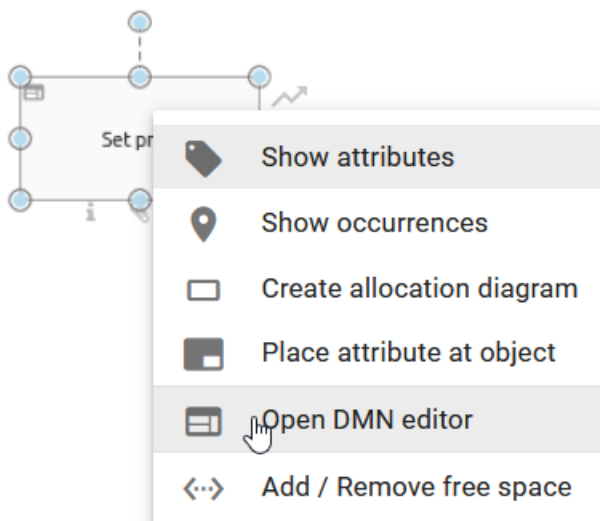 Set pr
Show attributes
Show occurrences
Create allocation diagram
Place attribute at object
Open DMN editor
Add / Remove free space